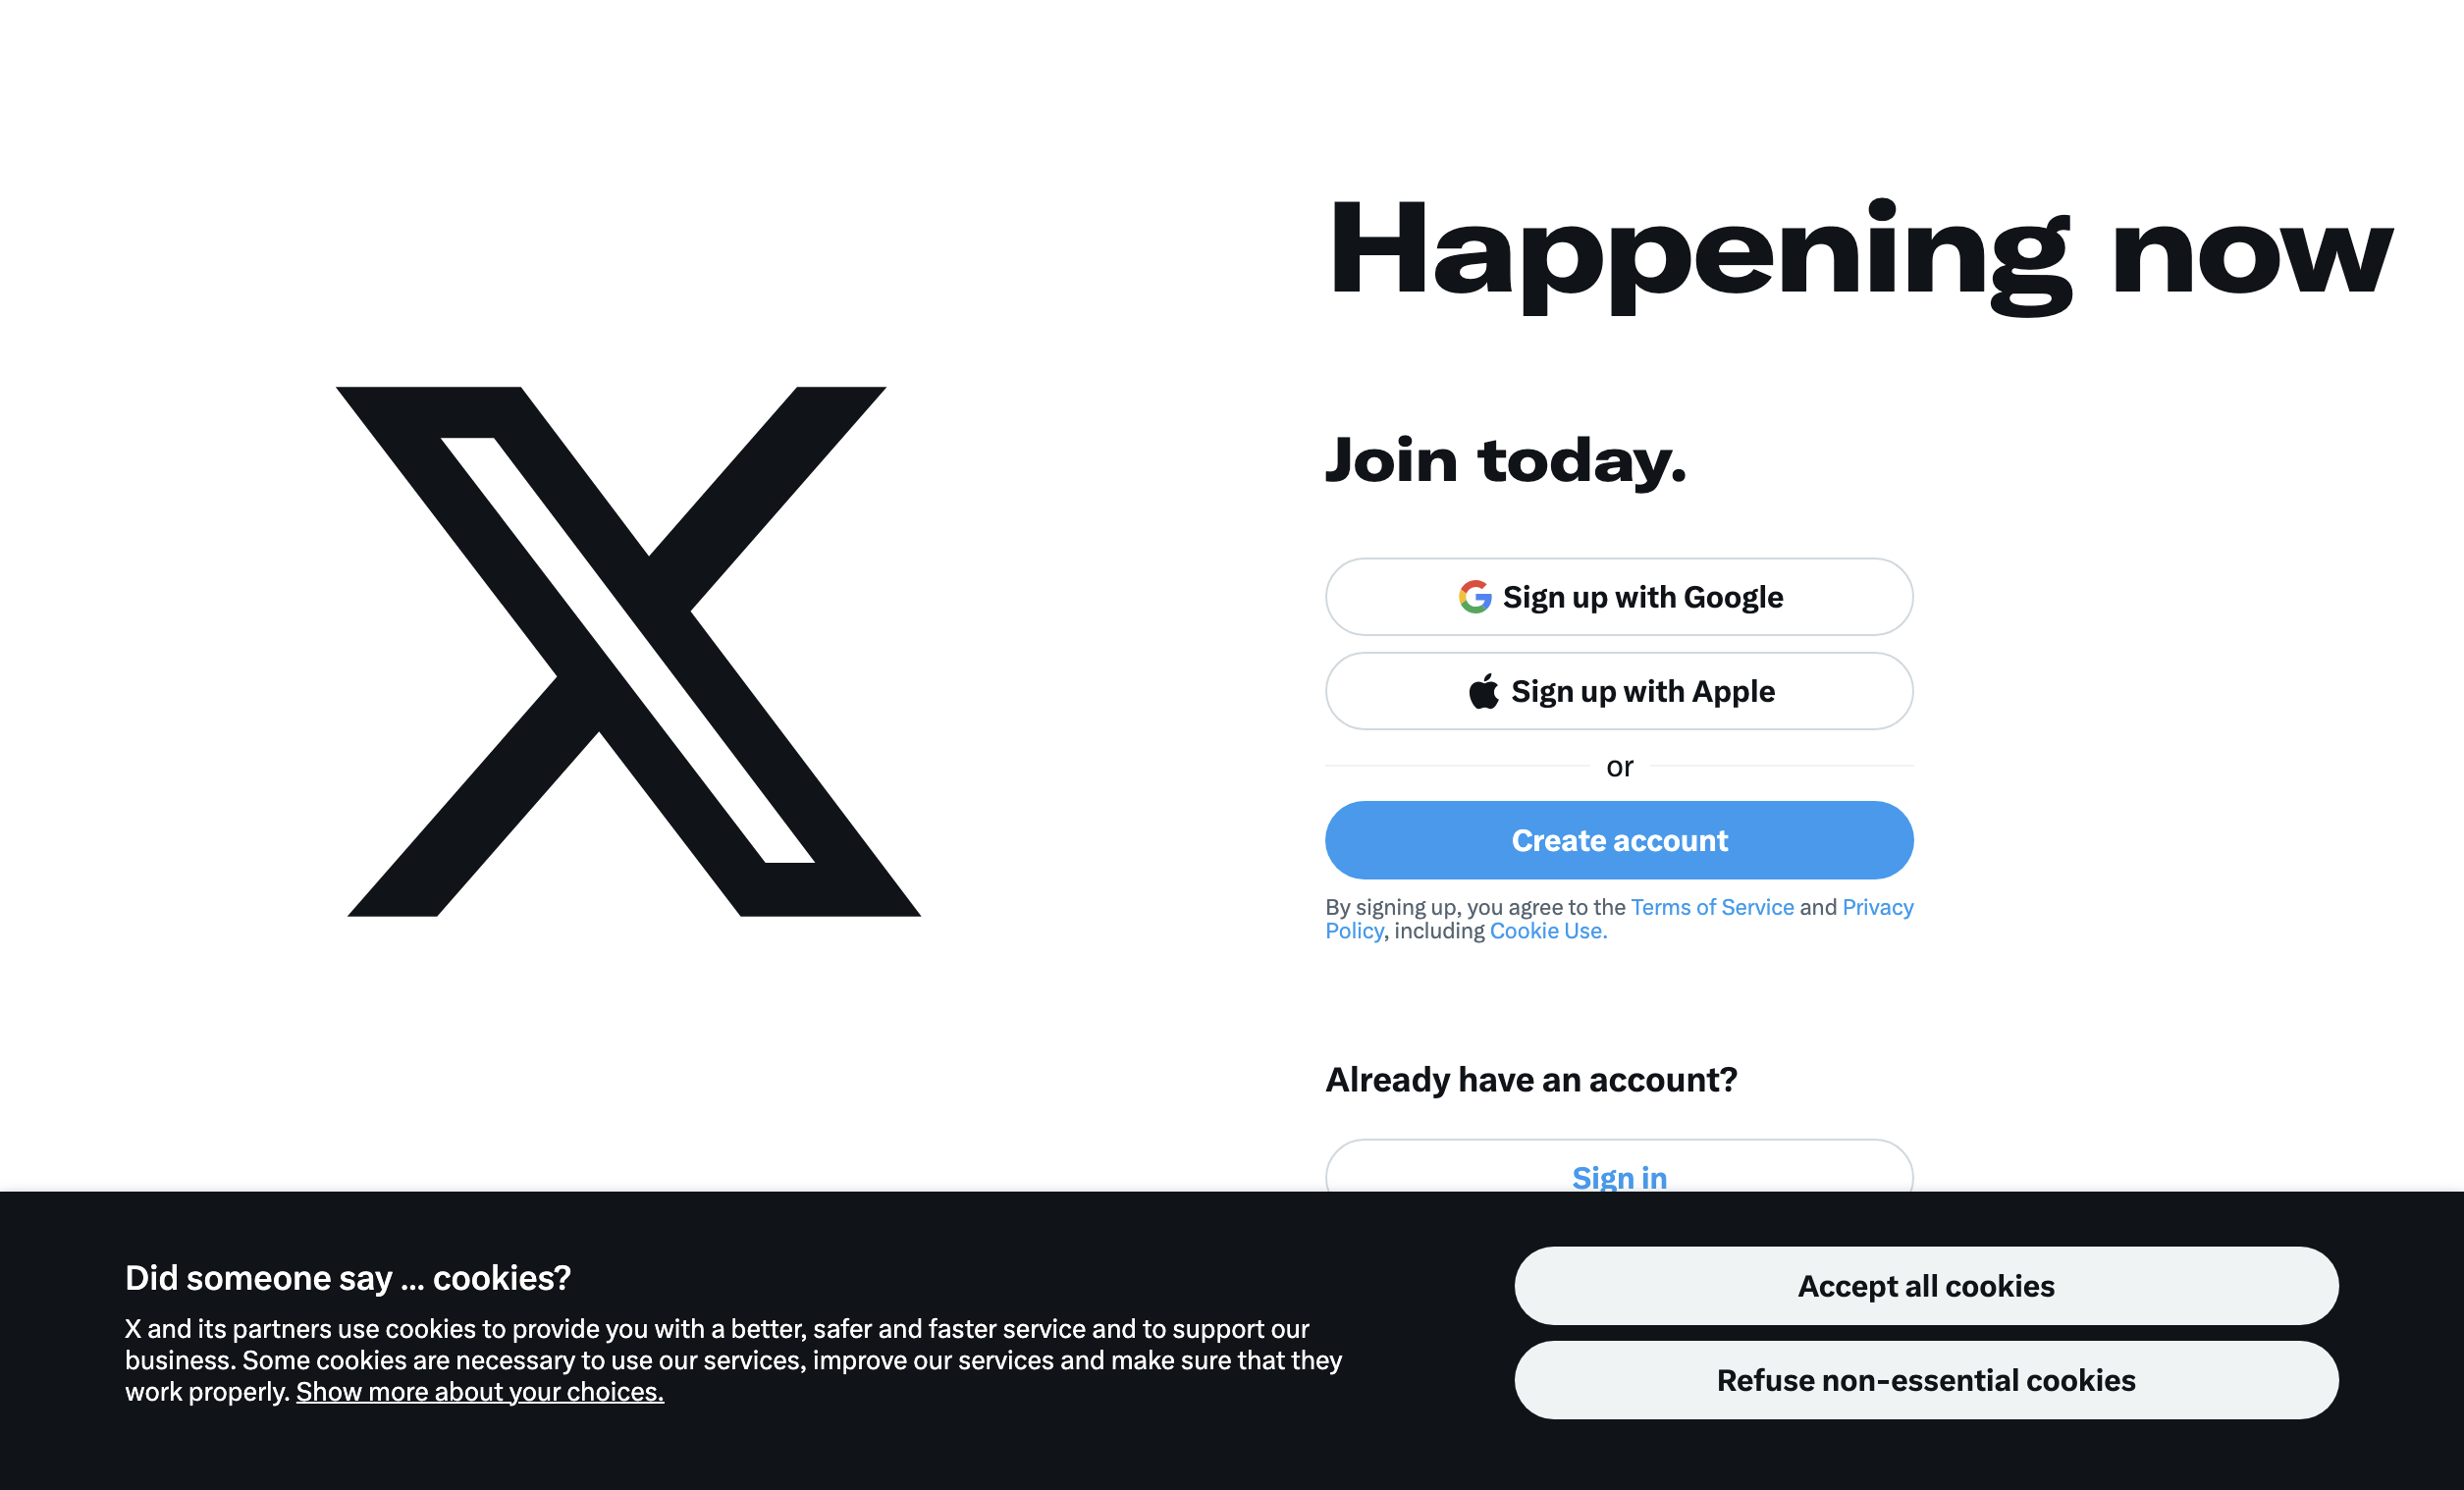 Happening now
Join today.
Sign up with Google
Sign up with Apple
or
Create account
By signing up, you agree to the Terms of Service and Privacy
Policy, including Cookie Use.
Already have an account?
Sign in
Did someone say … cookies?
X and its partners use cookies to provide you with a better, safer and faster service and to support our
business. Some cookies are necessary to use our services, improve our services and make sure that they
work properly. Show more about your choices.
Accept all cookies
Refuse non-essential cookies